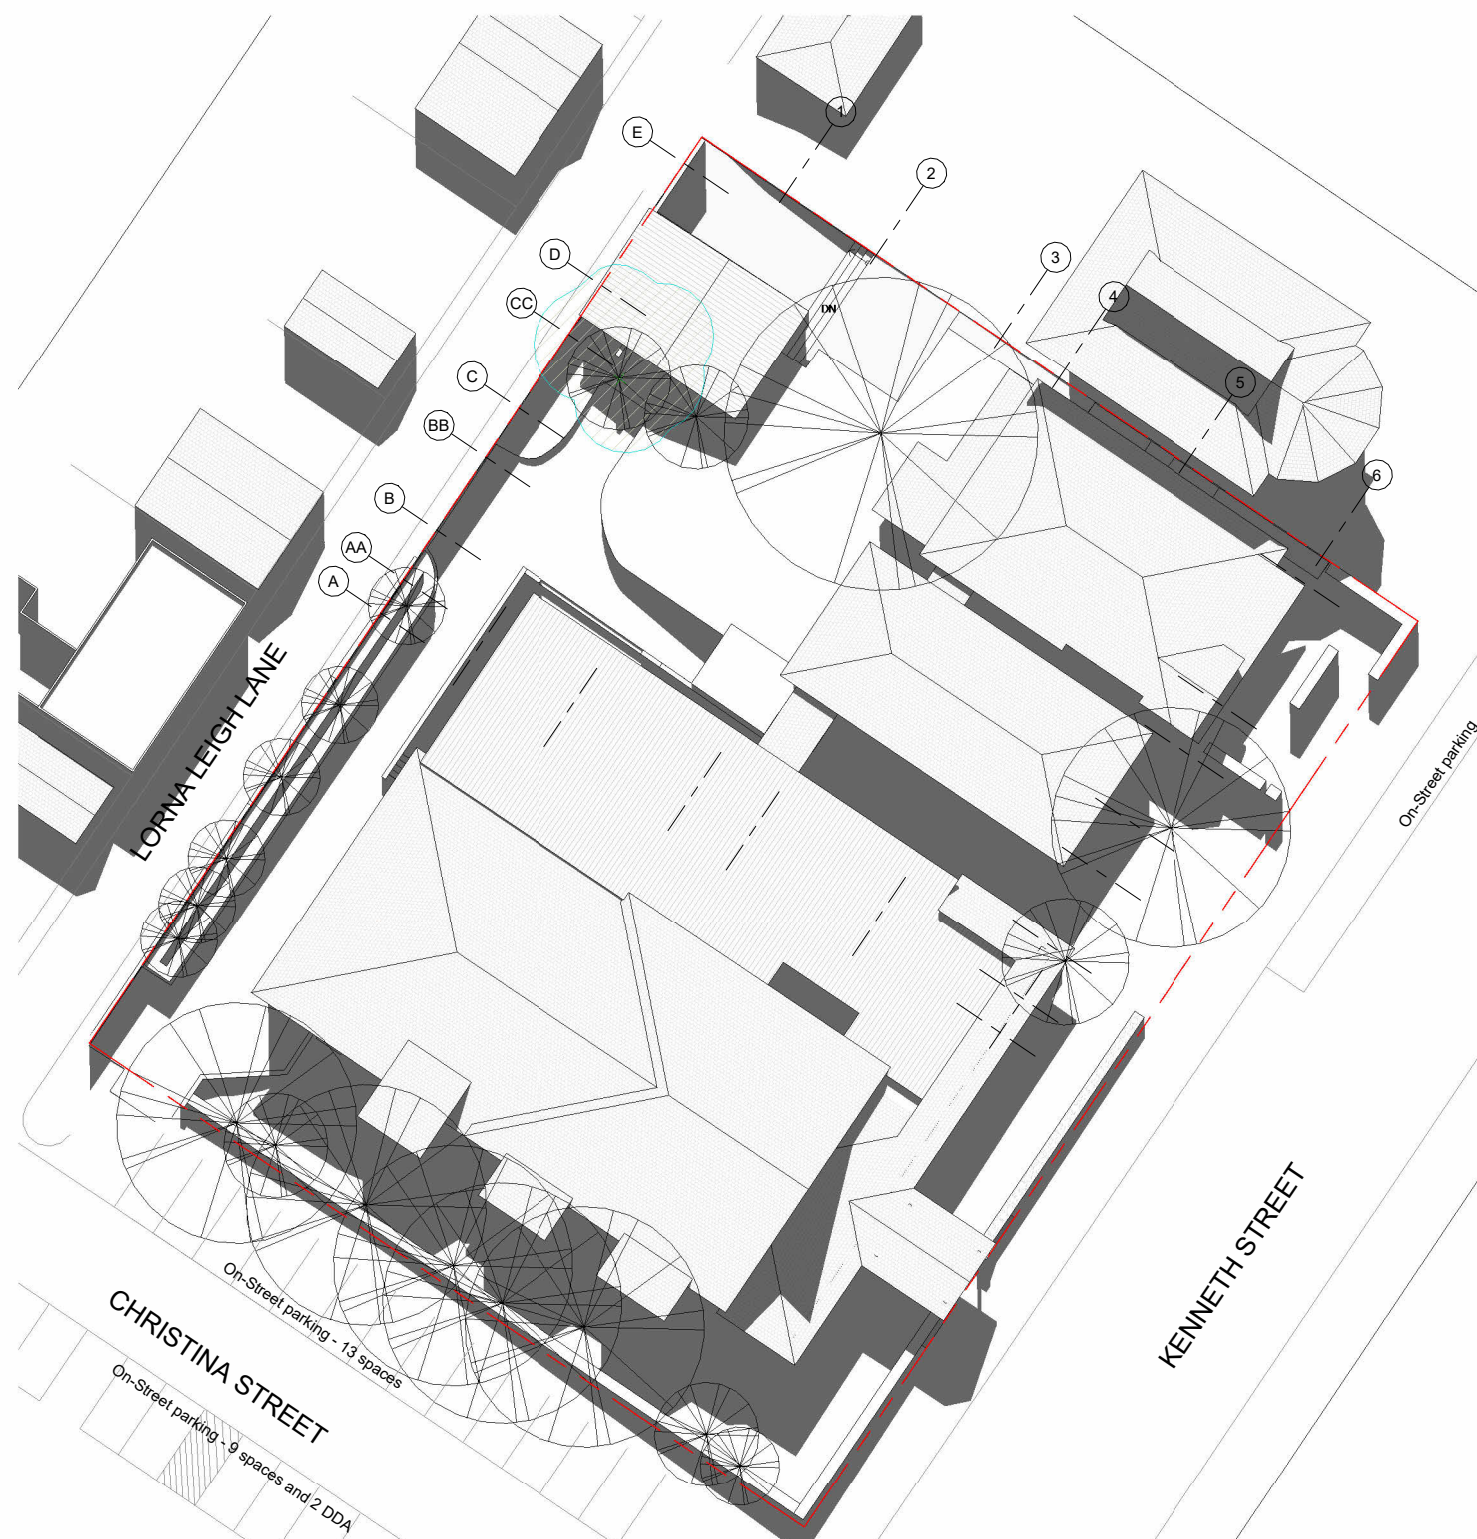 1
E
2
D
3
CC
4
C
5
BB
6
B
AA
A
DN
LORNA LEIGH LANE
On-Street parking
KENNETH STREET
On-Street parking - 13 spaces
CHRISTINA STREET
On-Street parking - 9 spaces and 2 DDA